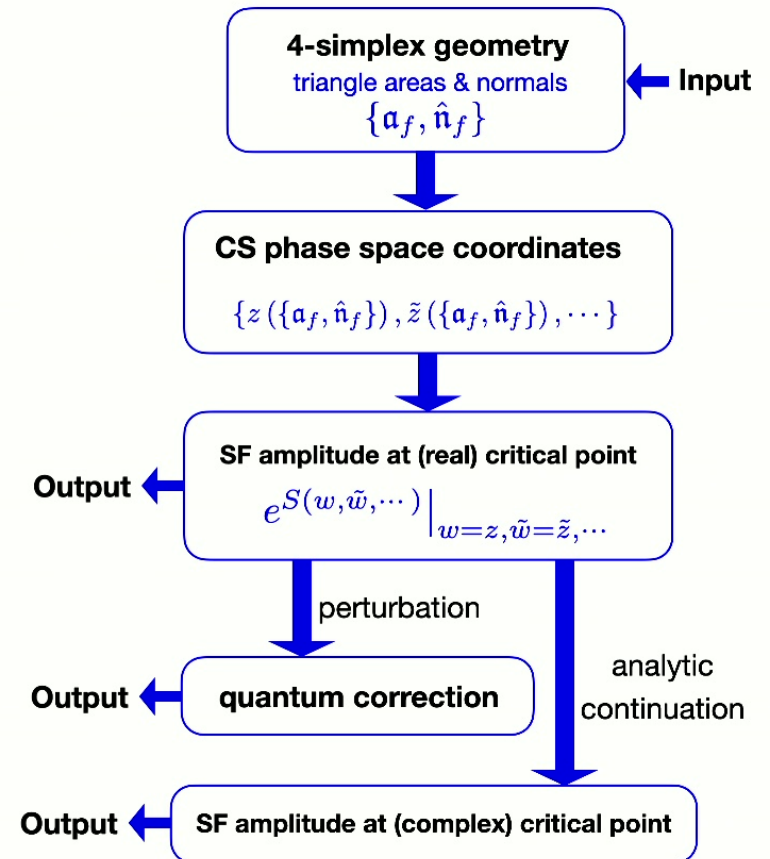 4-simplex geometry
triangle areas & normals
{𝔞_f, n̂_f}
Input
CS phase space coordinates
{z ({𝔞_f, n̂_f}) , z̃ ({𝔞_f, n̂_f}) , ⋯ }
SF amplitude at (real) critical point
Output
e^{S(w,w̃,⋯)}|_{w=z,w̃=z̃,⋯}
perturbation
analytic
continuation
Output
quantum correction
Output
SF amplitude at (complex) critical point